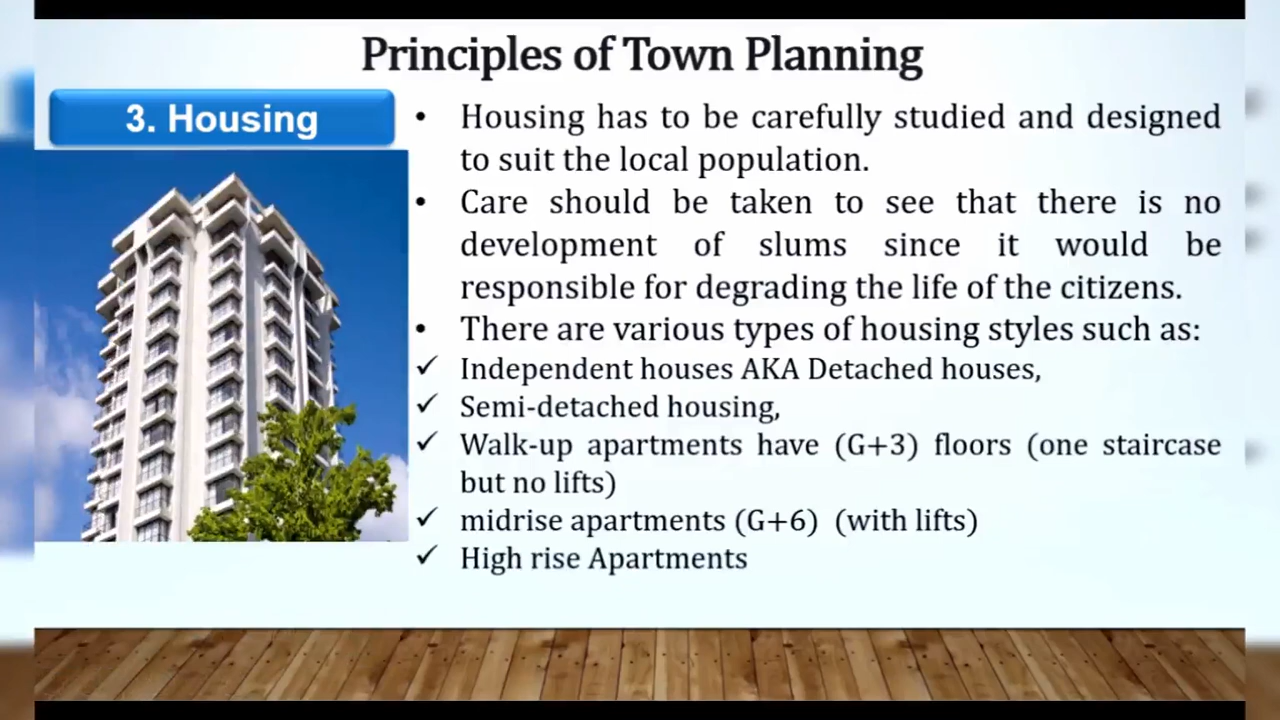 Principles of Town Planning
3. Housing
• Housing has to be carefully studied and designed
to suit the local population.
• Care should be taken to see that there is no
development of slums since it would be
responsible for degrading the life of the citizens.
• There are various types of housing styles such as:
✓ Independent houses AKA Detached houses,
✓ Semi-detached housing,
✓ Walk-up apartments have (G+3) floors (one staircase
but no lifts)
✓ midrise apartments (G+6) (with lifts)
✓ High rise Apartments